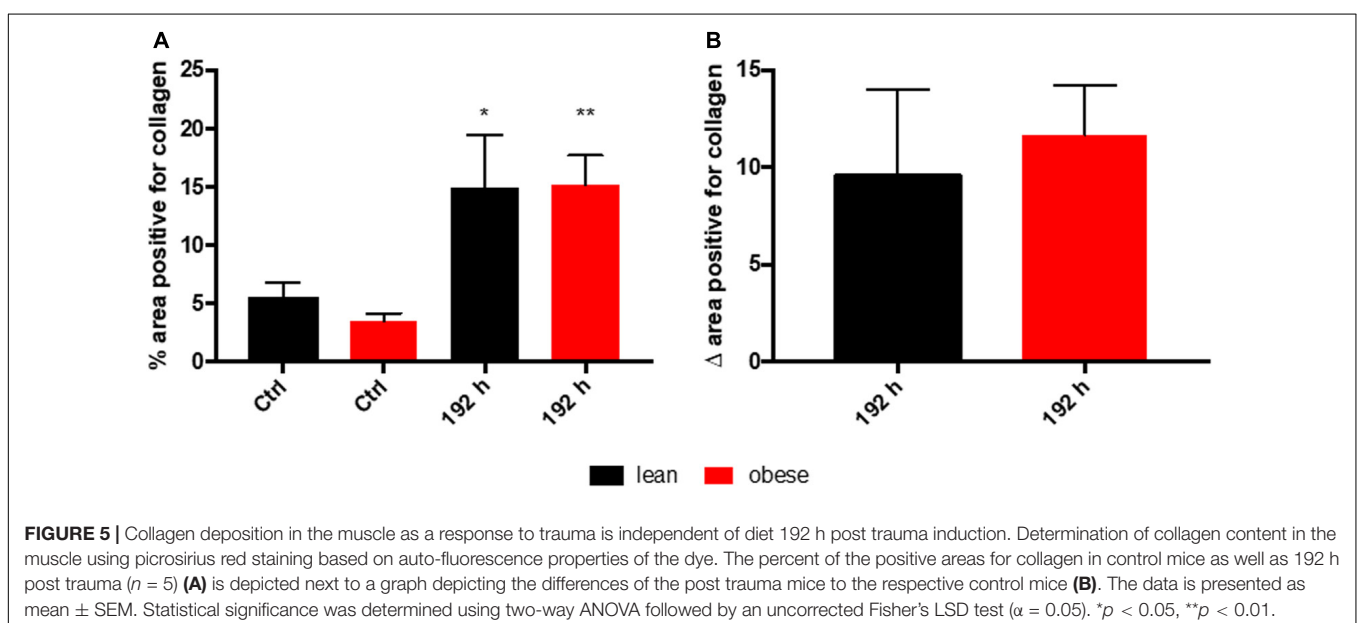 A
B
25
20
15
10
5
0
% area positive for collagen
* **
Ctrl Ctrl 192 h 192 h
15
10
5
0
Δ area positive for collagen
192 h 192 h
lean obese
FIGURE 5 | Collagen deposition in the muscle as a response to trauma is independent of diet 192 h post trauma induction. Determination of collagen content in the
muscle using picrosirius red staining based on auto-fluorescence properties of the dye. The percent of the positive areas for collagen in control mice as well as 192 h
post trauma (n = 5) (A) is depicted next to a graph depicting the differences of the post trauma mice to the respective control mice (B). The data is presented as
mean ± SEM. Statistical significance was determined using two-way ANOVA followed by an uncorrected Fisher's LSD test (α = 0.05). *p < 0.05, **p < 0.01.